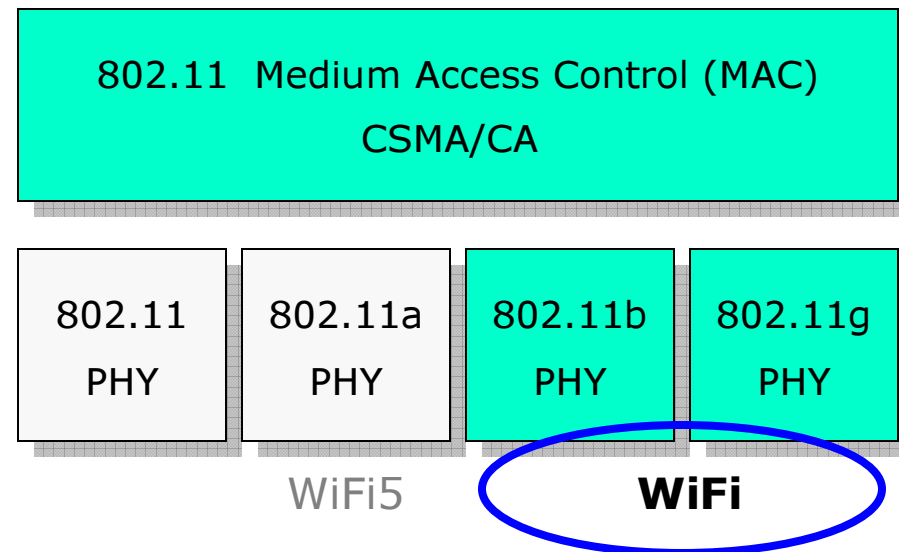 802.11  Medium Access Control (MAC)
CSMA/CA
802.11
PHY
802.11a
PHY
802.11b
PHY
802.11g
PHY
WiFi5
WiFi